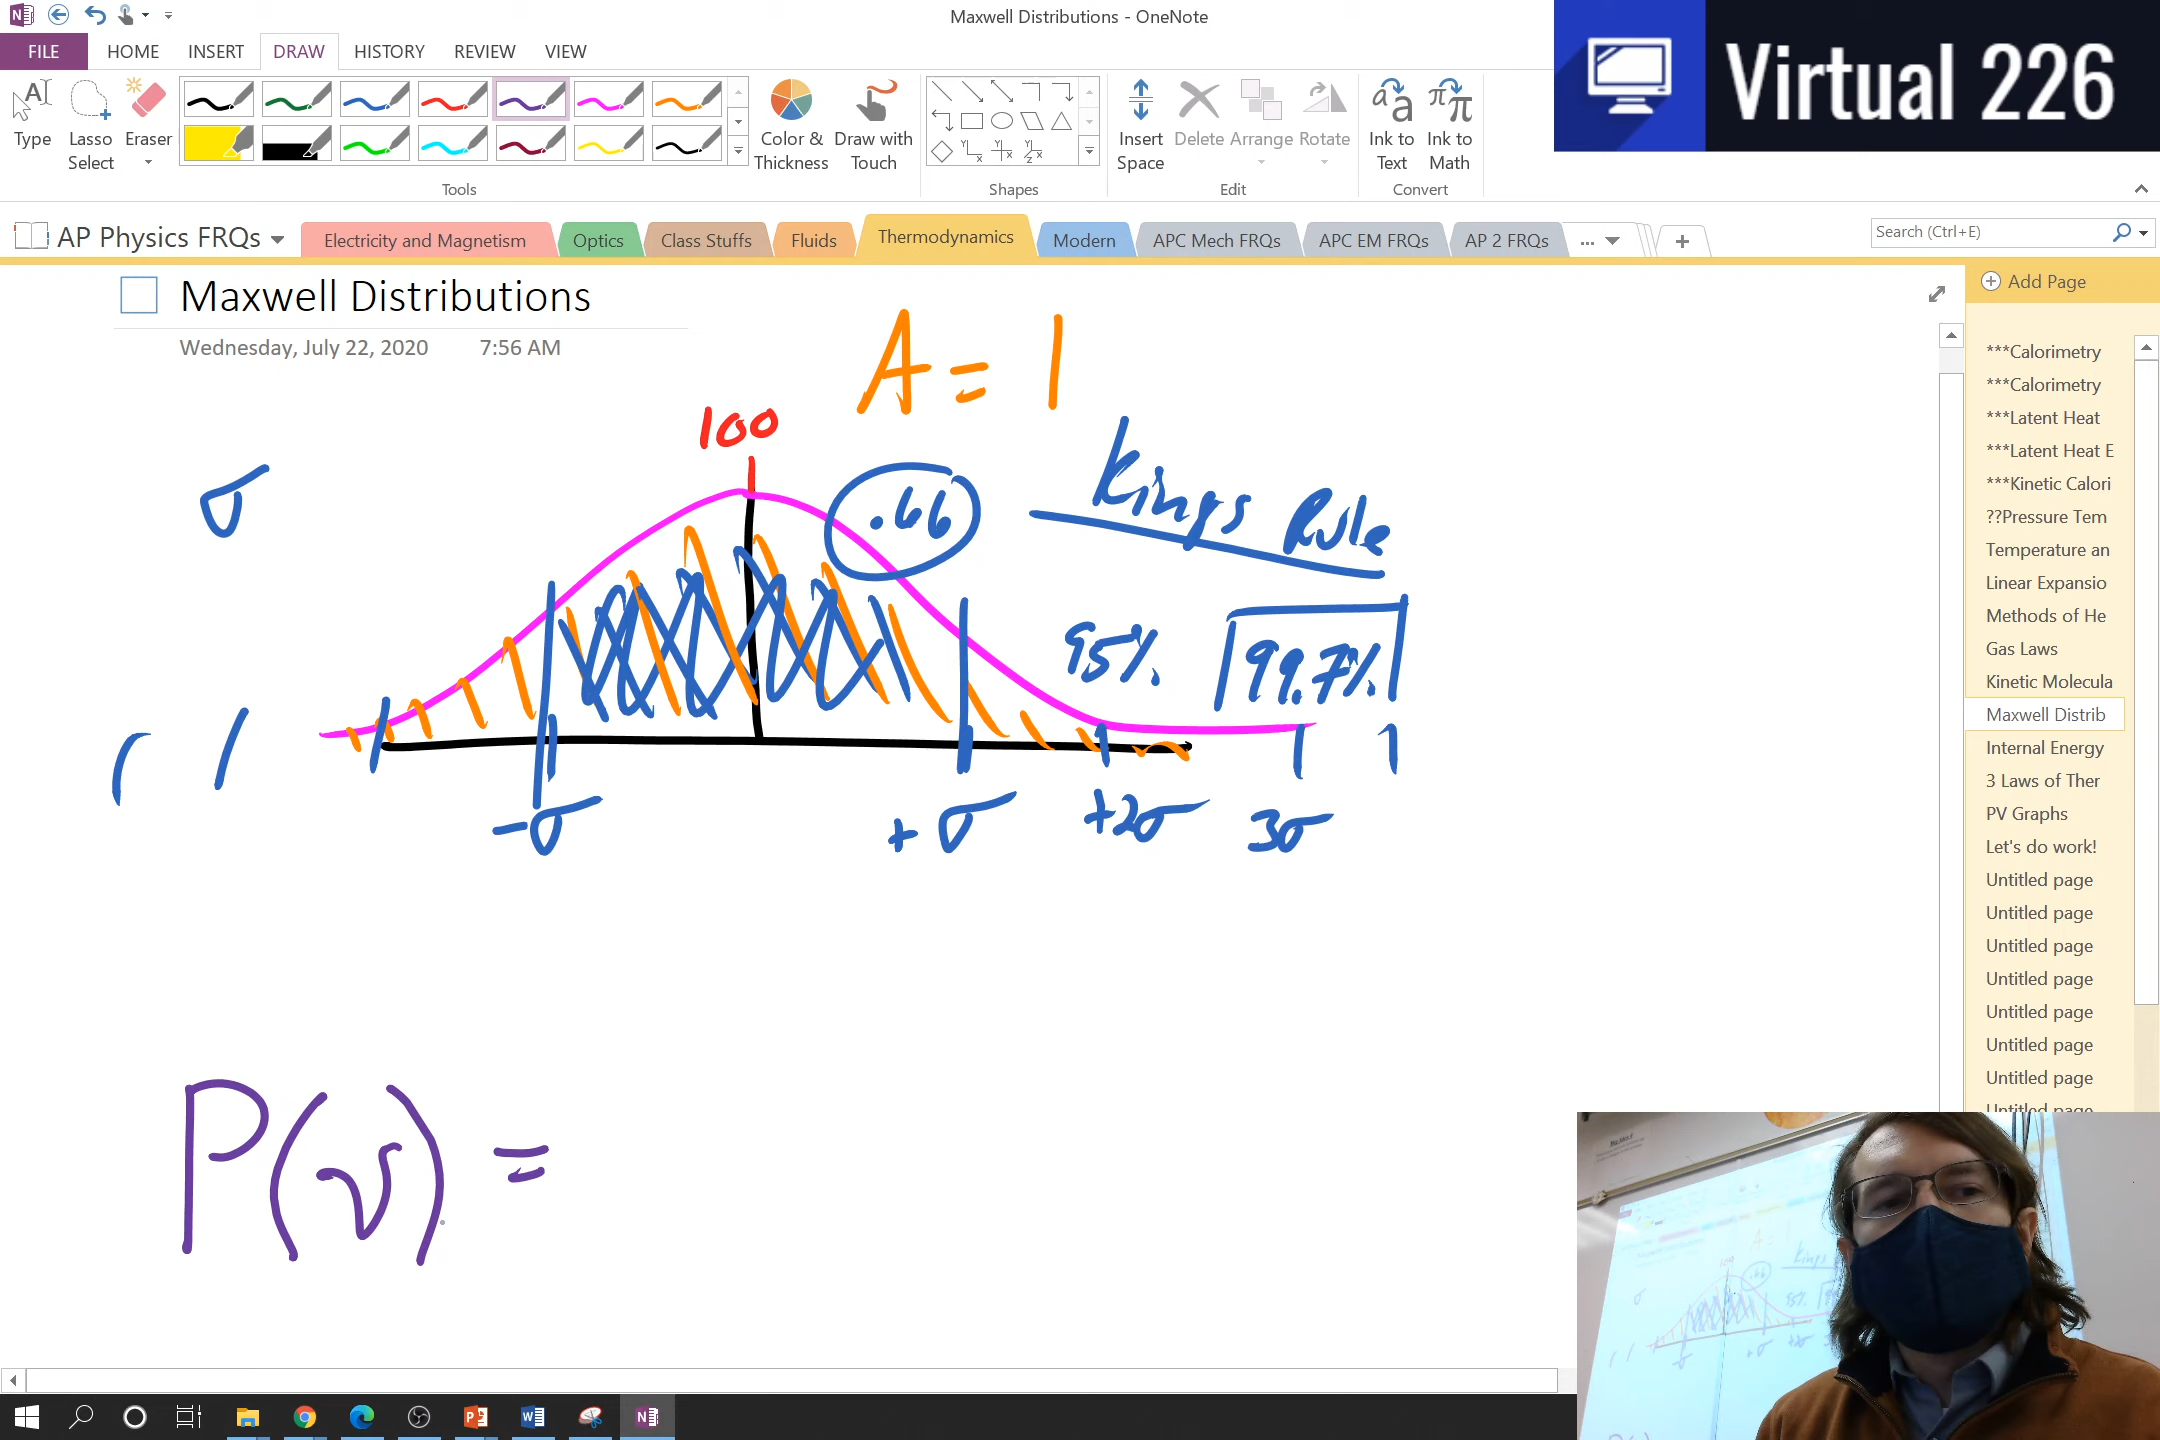 Maxwell Distributions - OneNote
Virtual 226
FILE HOME INSERT DRAW HISTORY REVIEW VIEW
Type Lasso Select Eraser Color & Thickness Draw with Touch Insert Space Delete Arrange Rotate Ink to Text Ink to Math
Tools Shapes Edit Convert
AP Physics FRQs Electricity and Magnetism Optics Class Stuffs Fluids Thermodynamics Modern APC Mech FRQs APC EM FRQs AP 2 FRQs ... Search (Ctrl+E)
Maxwell Distributions
Wednesday, July 22, 2020 7:56 AM
A = 1
100
σ
.66
Kings Rule
95% 99.7%
-σ +σ +2σ 3σ
P(v) =
Add Page
***Calorimetry
***Calorimetry
***Latent Heat
***Latent Heat E
***Kinetic Calori
??Pressure Tem
Temperature an
Linear Expansio
Methods of He
Gas Laws
Kinetic Molecula
Maxwell Distrib
Internal Energy
3 Laws of Ther
PV Graphs
Let's do work!
Untitled page
Untitled page
Untitled page
Untitled page
Untitled page
Untitled page
Untitled page
Untitled page